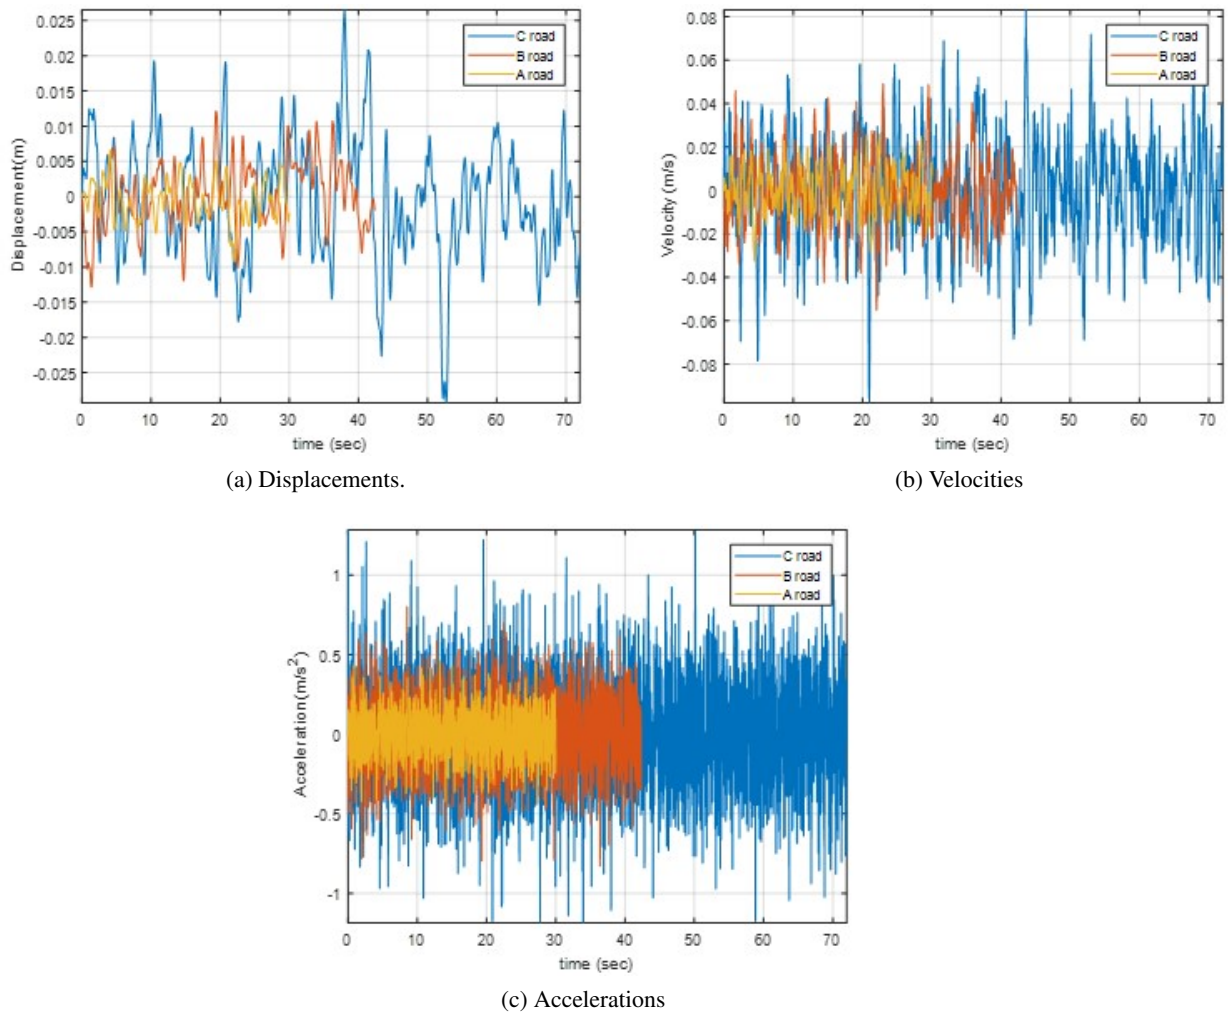 0.025
0.02
0.015
0.01
0.005
0
-0.005
-0.01
-0.015
-0.02
-0.025
Displacement(m)
C road
B road
A road
0 10 20 30 40 50 60 70
time (sec)
(a) Displacements.
0.08
0.06
0.04
0.02
0
-0.02
-0.04
-0.06
-0.08
Velocity (m/s)
C road
B road
A road
0 10 20 30 40 50 60 70
time (sec)
(b) Velocities
1
0.5
0
-0.5
-1
Acceleration(m/s²)
C road
B road
A road
0 10 20 30 40 50 60 70
time (sec)
(c) Accelerations